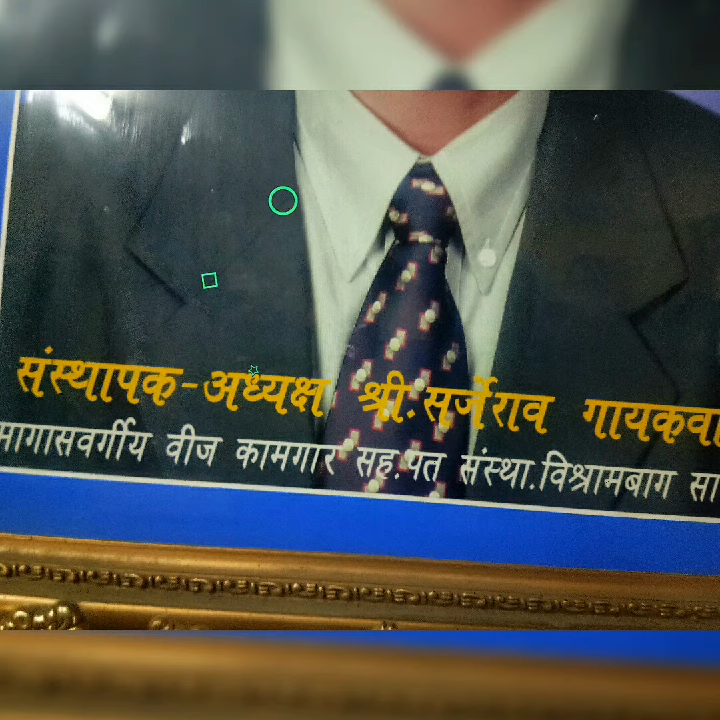 संस्थापक-अध्यक्ष श्री.सर्जेराव
मागासवर्गीय वीज कामगार सह.पत संस्था.विश्रामबाग